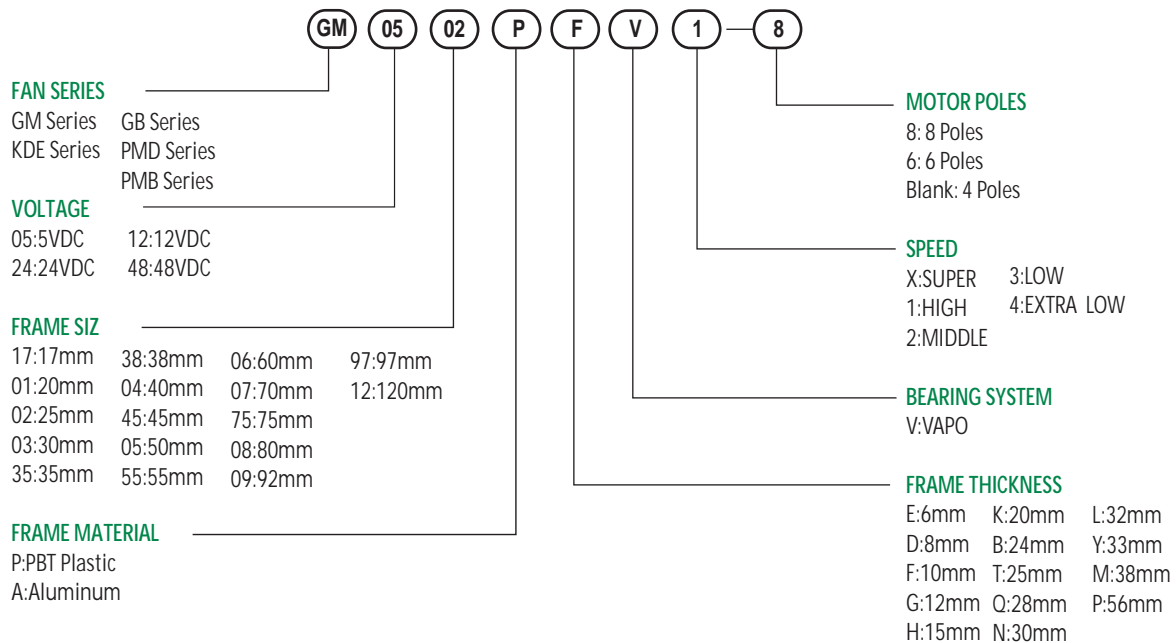 GM 05 02 P F V 1 — 8
FAN SERIES
GM Series GB Series
KDE Series PMD Series
PMB Series
VOLTAGE
05:5VDC 12:12VDC
24:24VDC 48:48VDC
FRAME SIZ
17:17mm 38:38mm 06:60mm 97:97mm
01:20mm 04:40mm 07:70mm 12:120mm
02:25mm 45:45mm 75:75mm
03:30mm 05:50mm 08:80mm
35:35mm 55:55mm 09:92mm
FRAME MATERIAL
P:PBT Plastic
A:Aluminum
MOTOR POLES
8: 8 Poles
6: 6 Poles
Blank: 4 Poles
SPEED
X:SUPER 3:LOW
1:HIGH 4:EXTRA LOW
2:MIDDLE
BEARING SYSTEM
V:VAPO
FRAME THICKNESS
E:6mm K:20mm L:32mm
D:8mm B:24mm Y:33mm
F:10mm T:25mm M:38mm
G:12mm Q:28mm P:56mm
H:15mm N:30mm